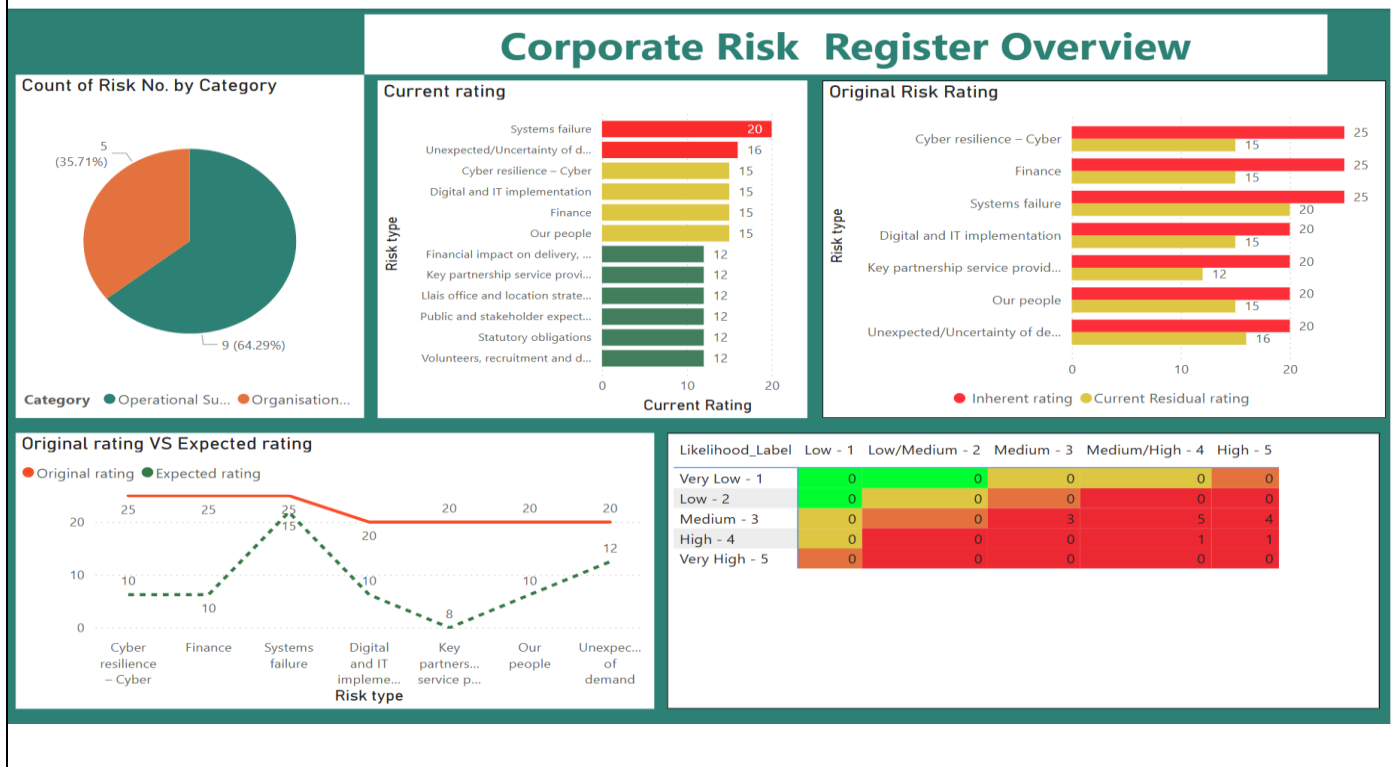 Corporate Risk Register Overview
Count of Risk No. by Category
5
(35.71%)
9 (64.29%)
Category Operational Su... Organisation...
Current rating
Risk type
Systems failure 20
Unexpected/Uncertainty of d... 16
Cyber resilience – Cyber 15
Digital and IT implementation 15
Finance 15
Our people 15
Financial impact on delivery, ... 12
Key partnership service provi... 12
Llais office and location strate... 12
Public and stakeholder expect... 12
Statutory obligations 12
Volunteers, recruitment and d... 12
0 10 20
Current Rating
Original Risk Rating
Risk type
Cyber resilience – Cyber 25
15
Finance 25
15
Systems failure 25
20
Digital and IT implementation 20
15
Key partnership service provid... 20
12
Our people 20
15
Unexpected/Uncertainty of de... 20
16
0 10 20
Inherent rating Current Residual rating
Original rating VS Expected rating
Original rating Expected rating
20
10
0
25 25 25 20 20 20 20
10 10 15 10 8 10 12
Cyber resilience – Cyber
Finance
Systems failure
Digital and IT impleme...
Key partners... service p...
Our people
Unexpec... of demand
Risk type
Likelihood_Label Low - 1 Low/Medium - 2 Medium - 3 Medium/High - 4 High - 5
Very Low - 1 0 0 0 0 0
Low - 2 0 0 0 0 0
Medium - 3 0 0 3 5 4
High - 4 0 0 0 1 1
Very High - 5 0 0 0 0 0